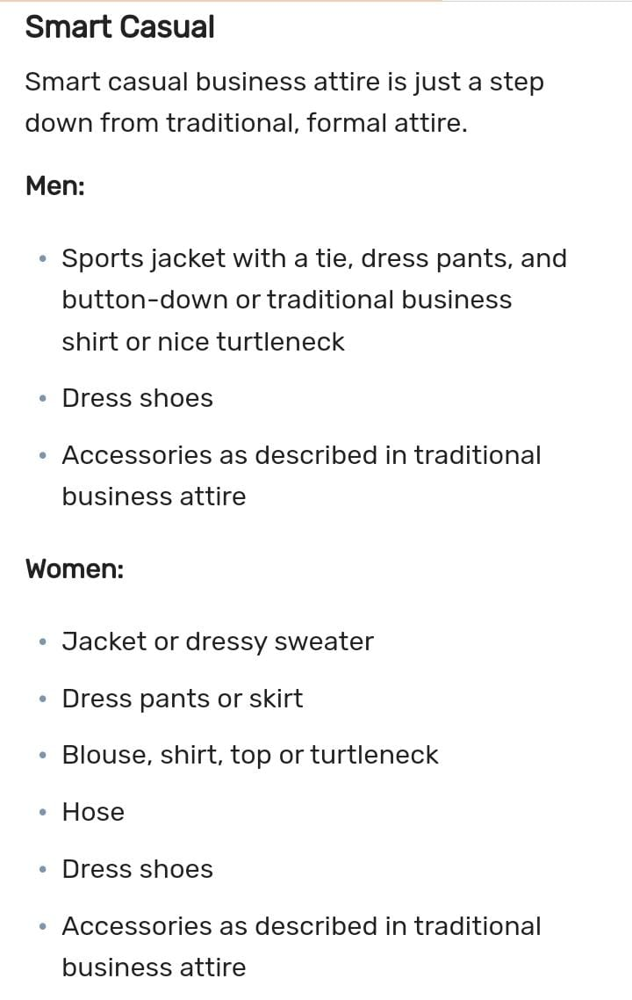 Smart Casual
Smart casual business attire is just a step
down from traditional, formal attire.
Men:
• Sports jacket with a tie, dress pants, and
button-down or traditional business
shirt or nice turtleneck
• Dress shoes
• Accessories as described in traditional
business attire
Women:
• Jacket or dressy sweater
• Dress pants or skirt
• Blouse, shirt, top or turtleneck
• Hose
• Dress shoes
• Accessories as described in traditional
business attire